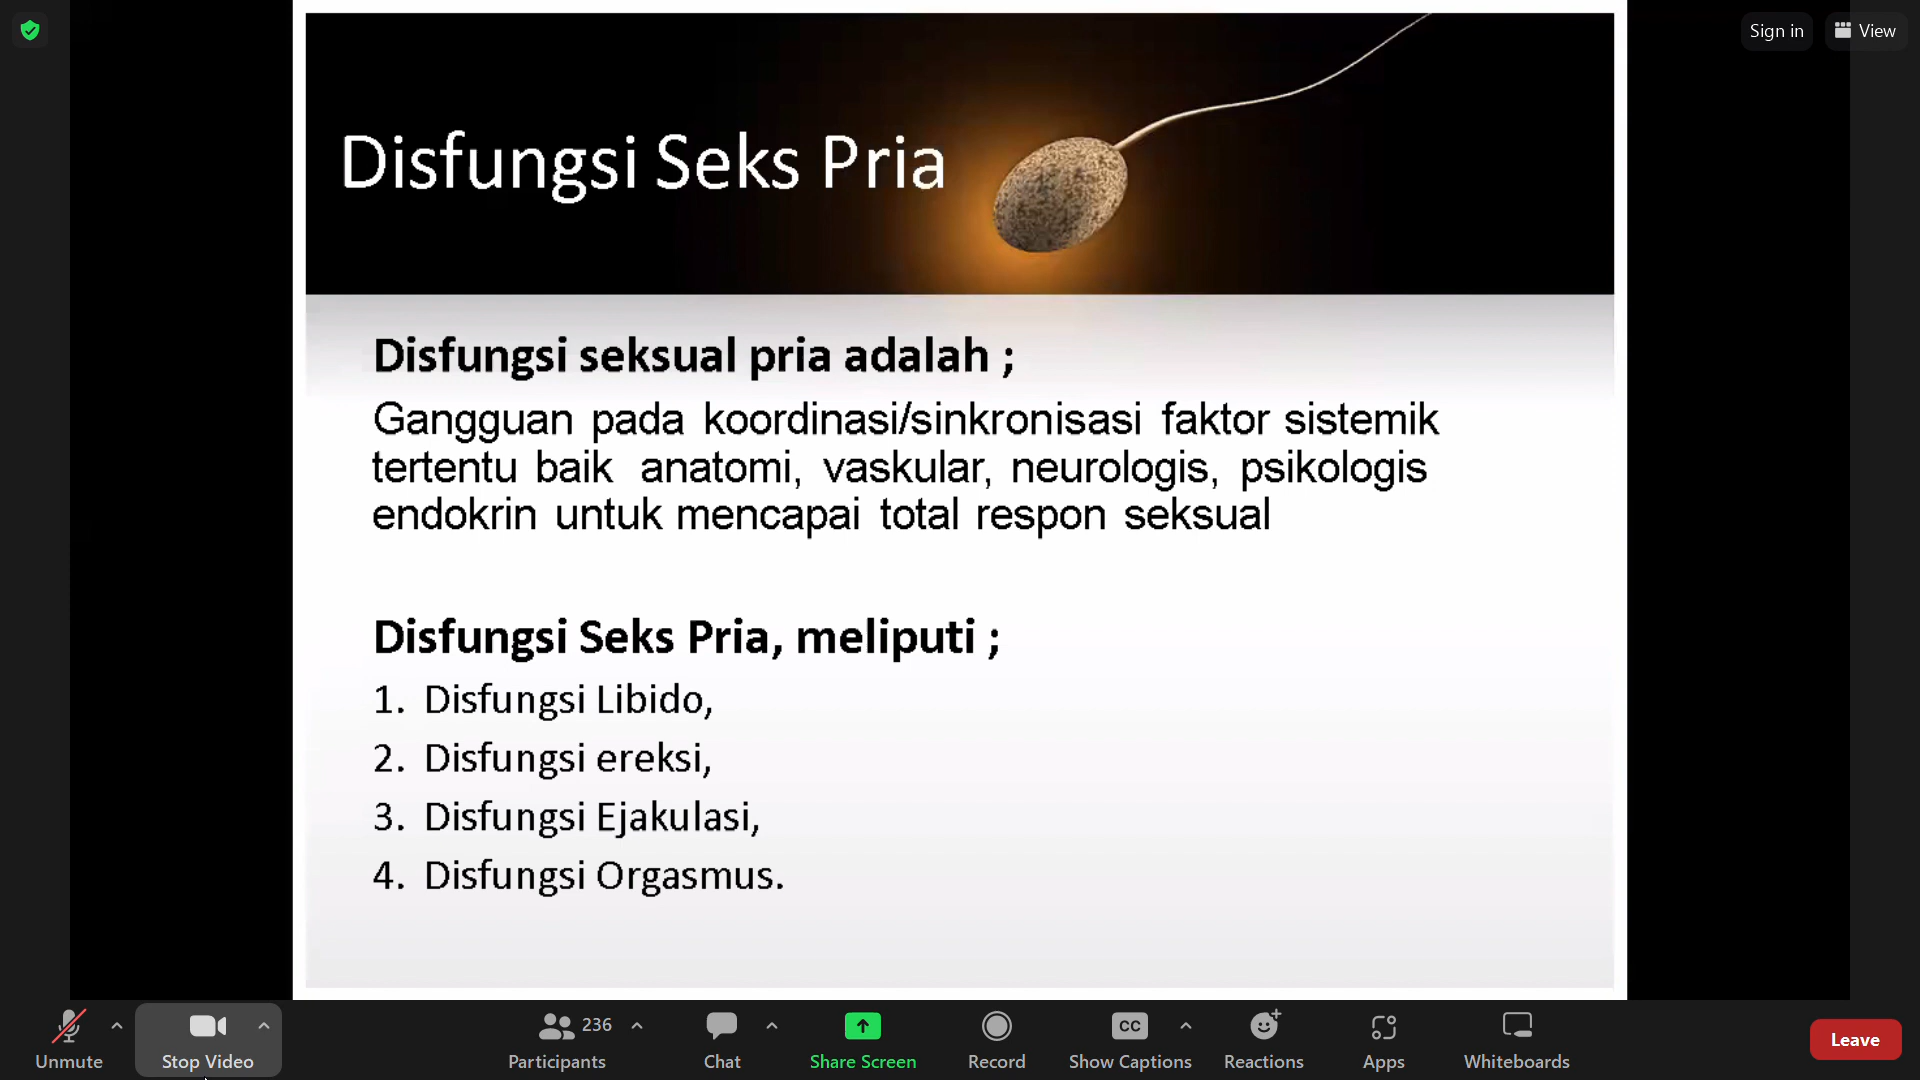 Sign in
View
Disfungsi Seks Pria
Disfungsi seksual pria adalah ;
Gangguan pada koordinasi/sinkronisasi faktor sistemik
tertentu baik anatomi, vaskular, neurologis, psikologis
endokrin untuk mencapai total respon seksual
Disfungsi Seks Pria, meliputi ;
1. Disfungsi Libido,
2. Disfungsi ereksi,
3. Disfungsi Ejakulasi,
4. Disfungsi Orgasmus.
Unmute
Stop Video
236
Participants
Chat
Share Screen
Record
CC
Show Captions
Reactions
Apps
Whiteboards
Leave